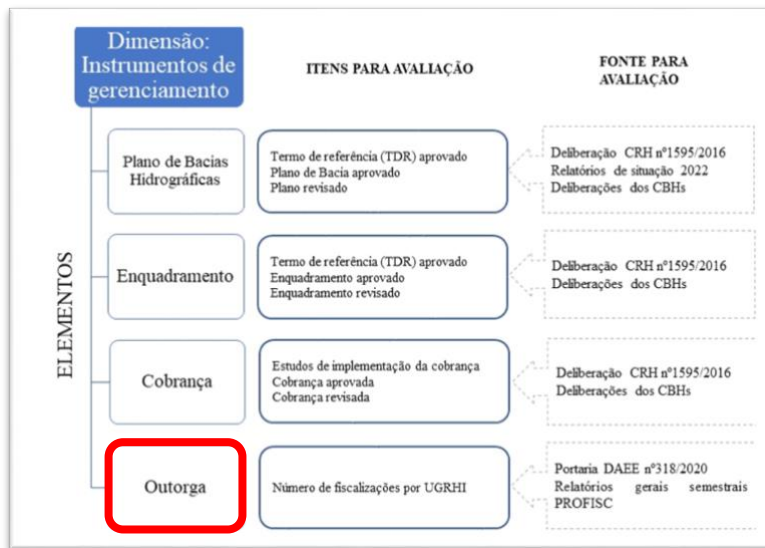 Dimensão:
Instrumentos de
gerenciamento
ITENS PARA AVALIAÇÃO
FONTE PARA
AVALIAÇÃO
ELEMENTOS
Plano de Bacias
Hidrográficas
Termo de referência (TDR) aprovado
Plano de Bacia aprovado
Plano revisado
Deliberação CRH nº1595/2016
Relatórios de situação 2022
Deliberações dos CBHs
Enquadramento
Termo de referência (TDR) aprovado
Enquadramento aprovado
Enquadramento revisado
Deliberação CRH nº1595/2016
Deliberações dos CBHs
Cobrança
Estudos de implementação da cobrança
Cobrança aprovada
Cobrança revisada
Deliberação CRH nº1595/2016
Deliberações dos CBHs
Outorga
Número de fiscalizações por UGRHI
Portaria DAEE nº318/2020
Relatórios gerais semestrais
PROFISC